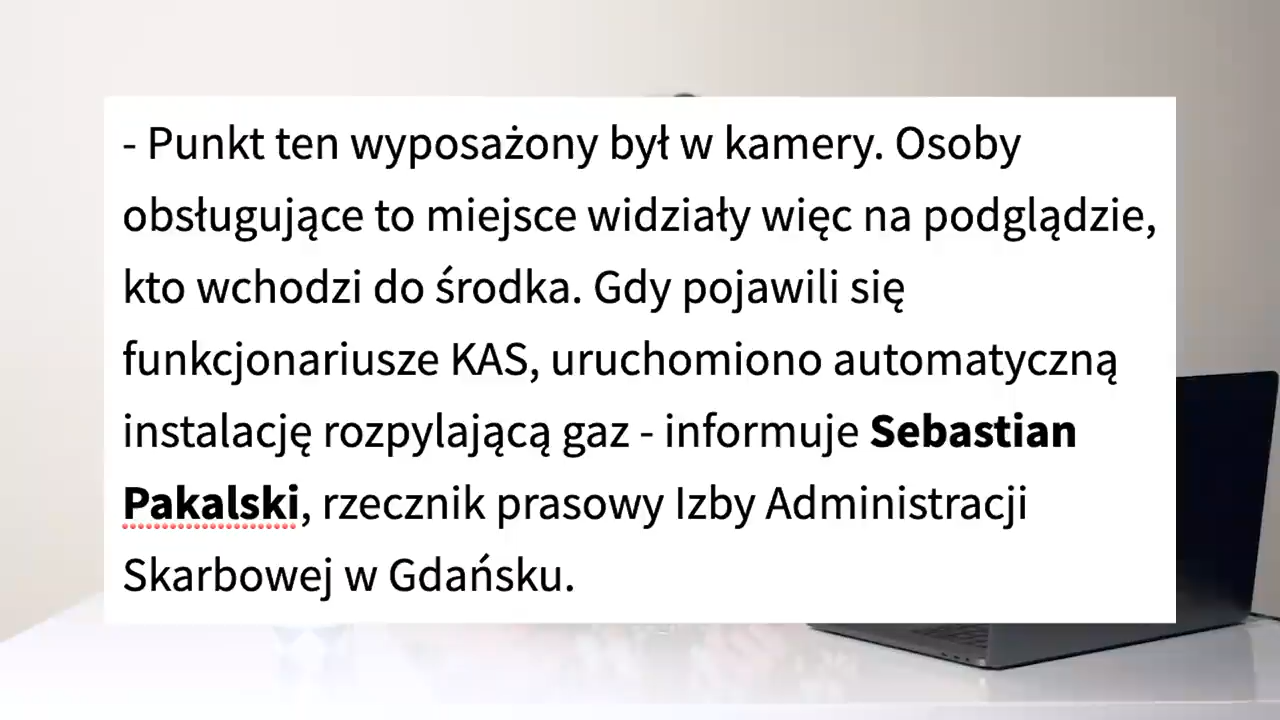 - Punkt ten wyposażony był w kamery. Osoby
obsługujące to miejsce widziały więc na podglądzie,
kto wchodzi do środka. Gdy pojawili się
funkcjonariusze KAS, uruchomiono automatyczną
instalację rozpylającą gaz - informuje Sebastian
Pakalski, rzecznik prasowy Izby Administracji
Skarbowej w Gdańsku.